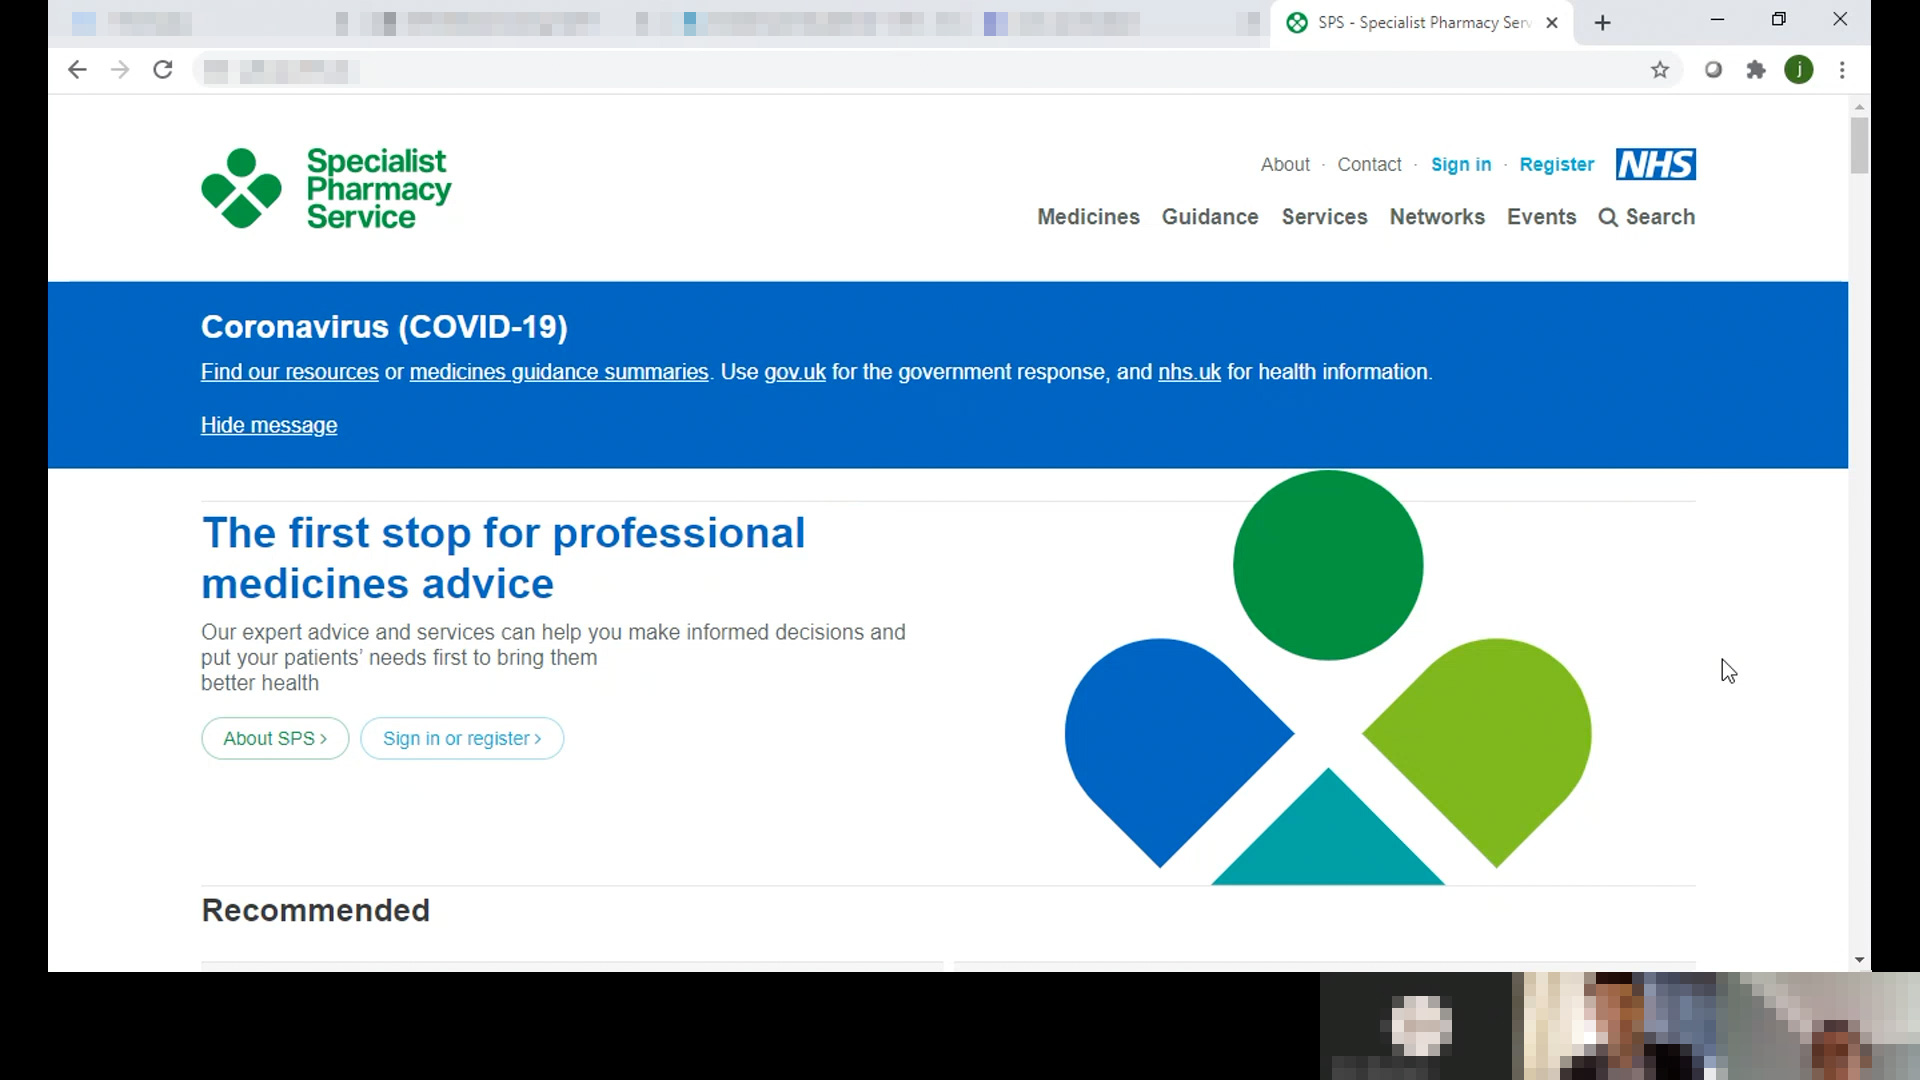 SPS - Specialist Pharmacy Serv
j
Specialist
Pharmacy
Service
About · Contact · Sign in · Register
NHS
Medicines Guidance Services Networks Events Search
Coronavirus (COVID-19)
Find our resources or medicines guidance summaries. Use gov.uk for the government response, and nhs.uk for health information.
Hide message
The first stop for professional
medicines advice
Our expert advice and services can help you make informed decisions and
put your patients’ needs first to bring them
better health
About SPS ›
Sign in or register ›
Recommended